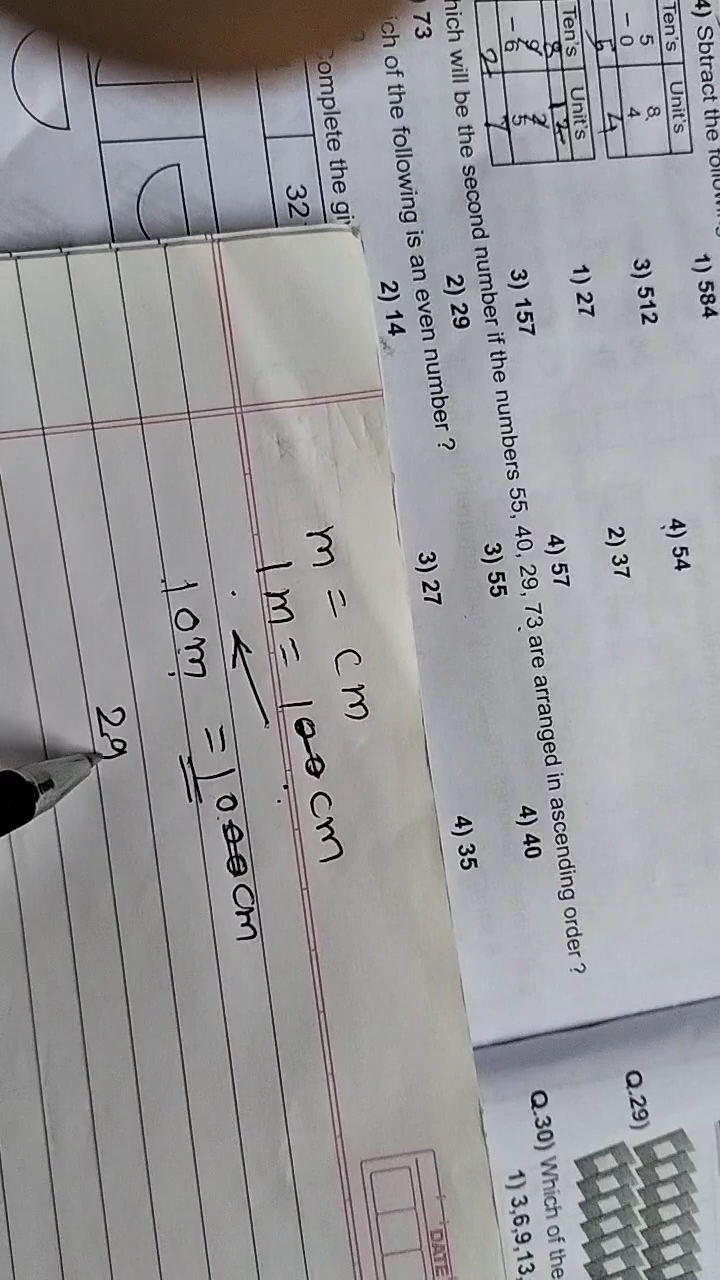 4) Sbtract the
1) 584
4) 54
Ten's Unit's
5 8
- 0 4
5 4
3) 512
2) 37
1) 27
4) 57
Ten's Unit's
8 12
9 2
- 6 5
2 7
3) 157
3) 55
hich will be the second number if the numbers 55, 40, 29, 73 are arranged in ascending order ?
73
2) 29
4) 40
ich of the following is an even number ?
2) 14
3) 27
4) 35
omplete the
32
Q.29)
Q.30) Which of the
1) 3,6,9,13,
DATE
m = cm
1m = 100 cm
10m = 1000 cm
29